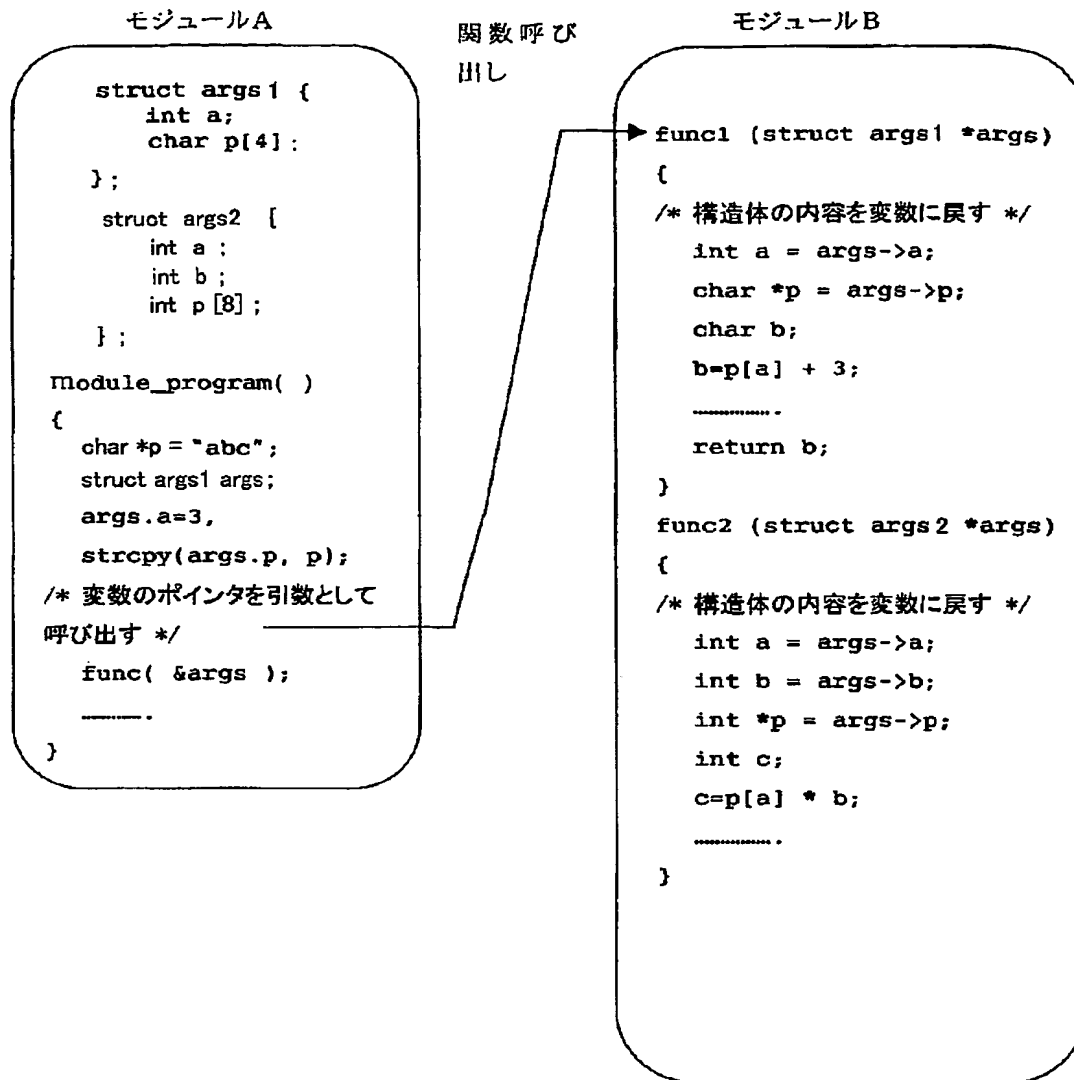 モジュールA
struct args1 {
int a;
char p[4]:
};
struct args2 [
int a ;
int b ;
int p [8] ;
} ;
module_program( )
{
char *p = "abc";
struct args1 args;
args.a=3,
strcpy(args.p, p);
/* 変数のポインタを引数として
呼び出す */
func( &args );
...............
}
関数呼び
出し
モジュールB
func1 (struct args1 *args)
{
/* 構造体の内容を変数に戻す */
int a = args->a;
char *p = args->p;
char b;
b=p[a] + 3;
...............
return b;
}
func2 (struct args2 *args)
{
/* 構造体の内容を変数に戻す */
int a = args->a;
int b = args->b;
int *p = args->p;
int c;
c=p[a] * b;
...............
}